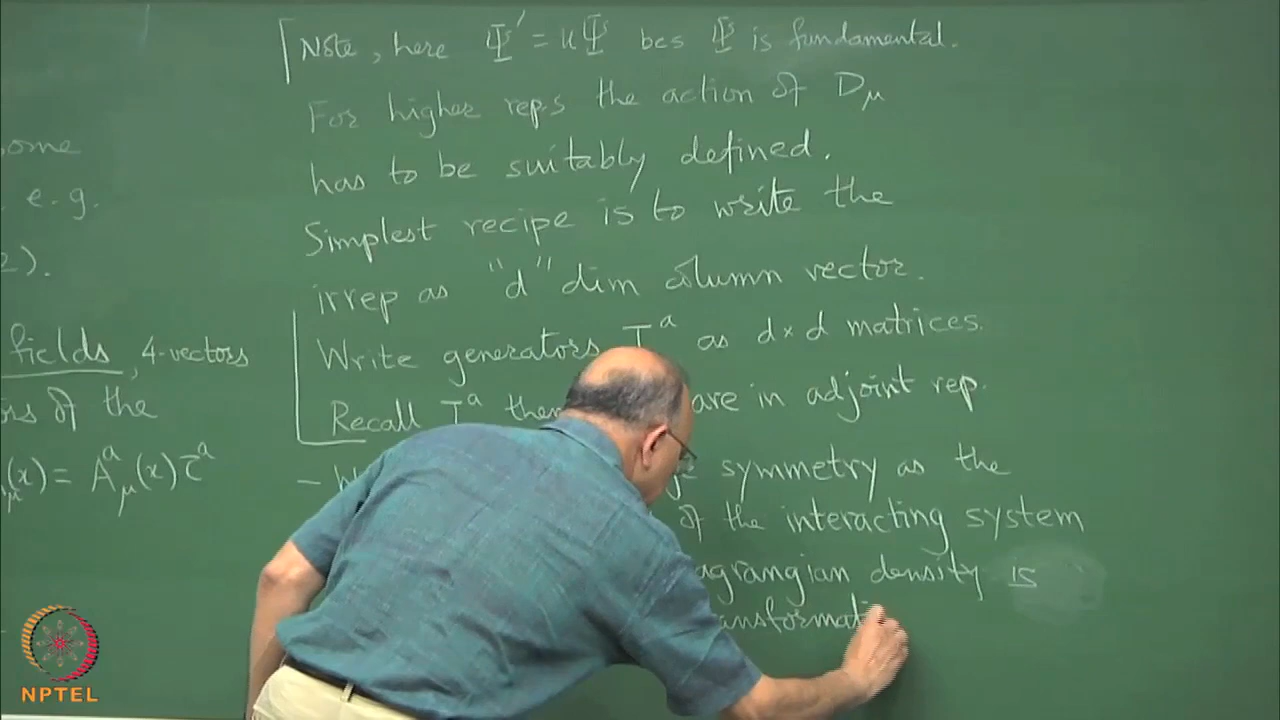 ome
e.g.
2).
fields, 4-vectors
rs of the
(x) = A^a_μ(x) τ^a
[Note, here Ψ' = UΨ bcs Ψ is fundamental.
For higher reps the action of D_μ
has to be suitably defined.
Simplest recipe is to write the
irrep as "d" dim column vector.
Write generators T^a as d×d matrices.
Recall T^a are in adjoint rep.
- symmetry as the
of the interacting system
agrangian density is
ansformati
NPTEL